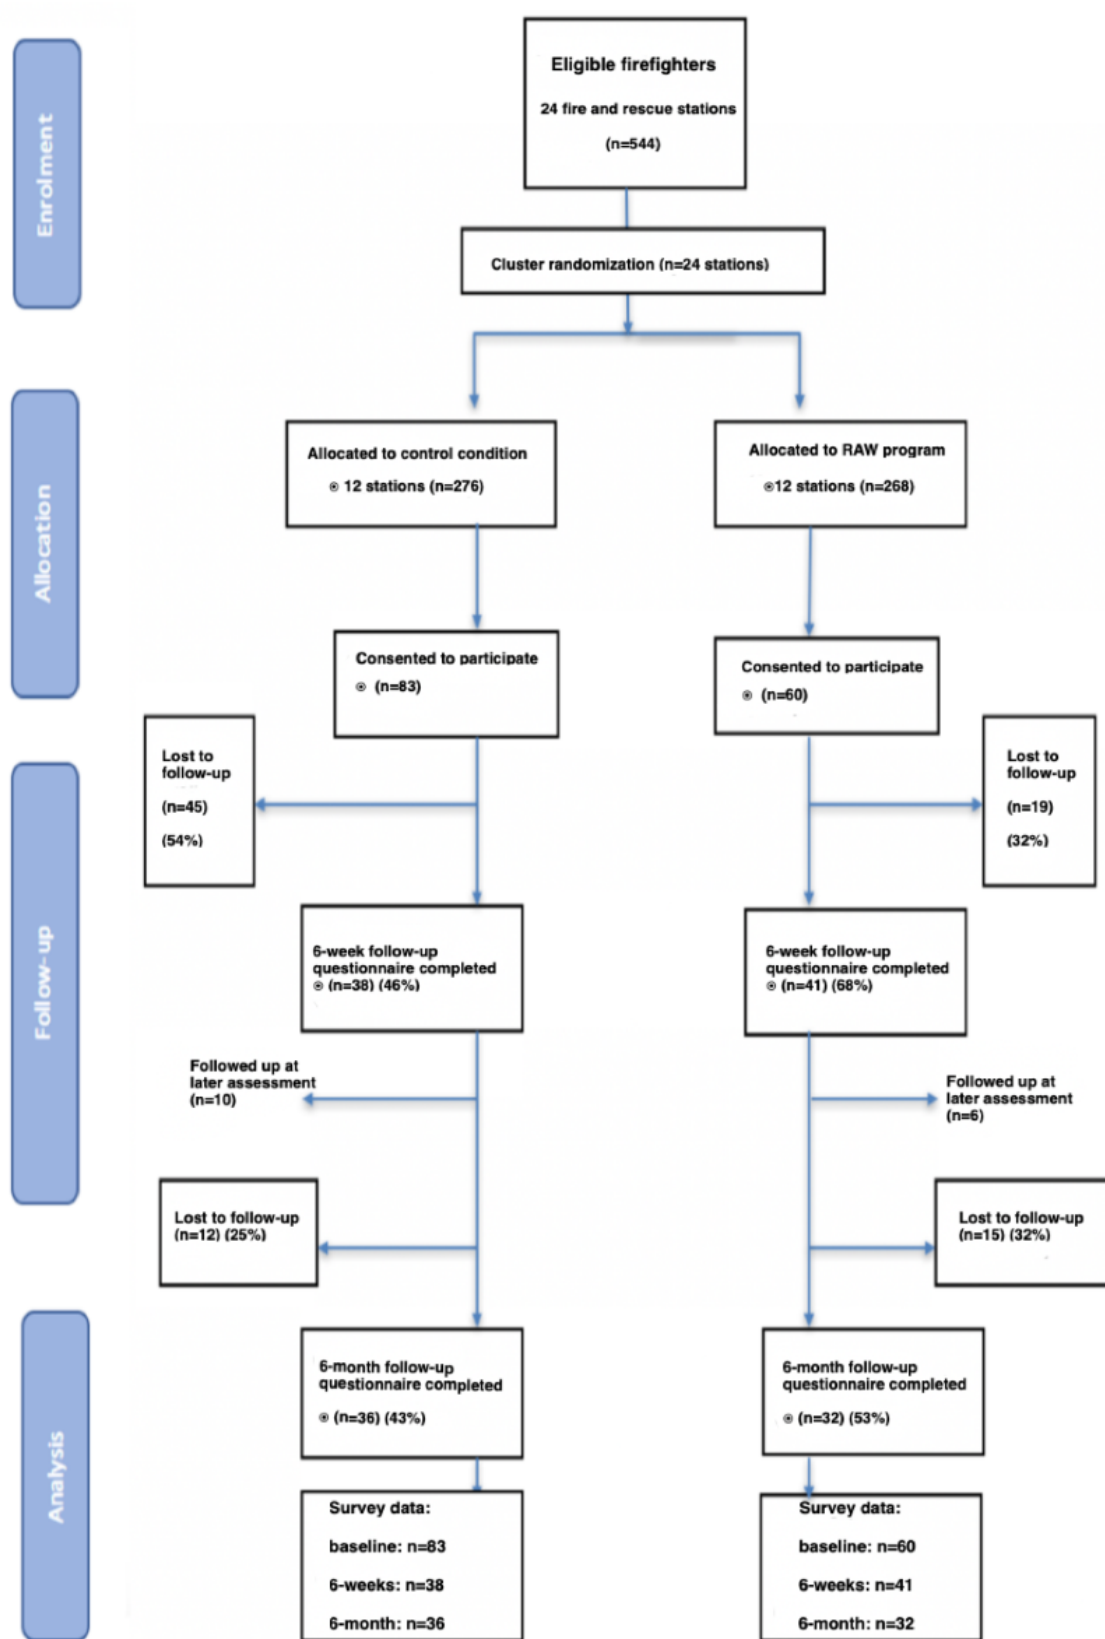 Enrolment
Eligible firefighters
24 fire and rescue stations
(n=544)
Cluster randomization (n=24 stations)
Allocation
Allocated to control condition
⦿ 12 stations (n=276)
Allocated to RAW program
⦿12 stations (n=268)
Consented to participate
⦿ (n=83)
Consented to participate
⦿ (n=60)
Follow-up
Lost to
follow-up
(n=45)
(54%)
Lost to
follow-up
(n=19)
(32%)
6-week follow-up
questionnaire completed
⦿ (n=38) (46%)
6-week follow-up
questionnaire completed
⦿ (n=41) (68%)
Followed up at
later assessment
(n=10)
Followed up at
later assessment
(n=6)
Lost to follow-up
(n=12) (25%)
Lost to follow-up
(n=15) (32%)
Analysis
6-month follow-up
questionnaire completed
⦿ (n=36) (43%)
6-month follow-up
questionnaire completed
⦿ (n=32) (53%)
Survey data:
baseline: n=83
6-weeks: n=38
6-month: n=36
Survey data:
baseline: n=60
6-weeks: n=41
6-month: n=32